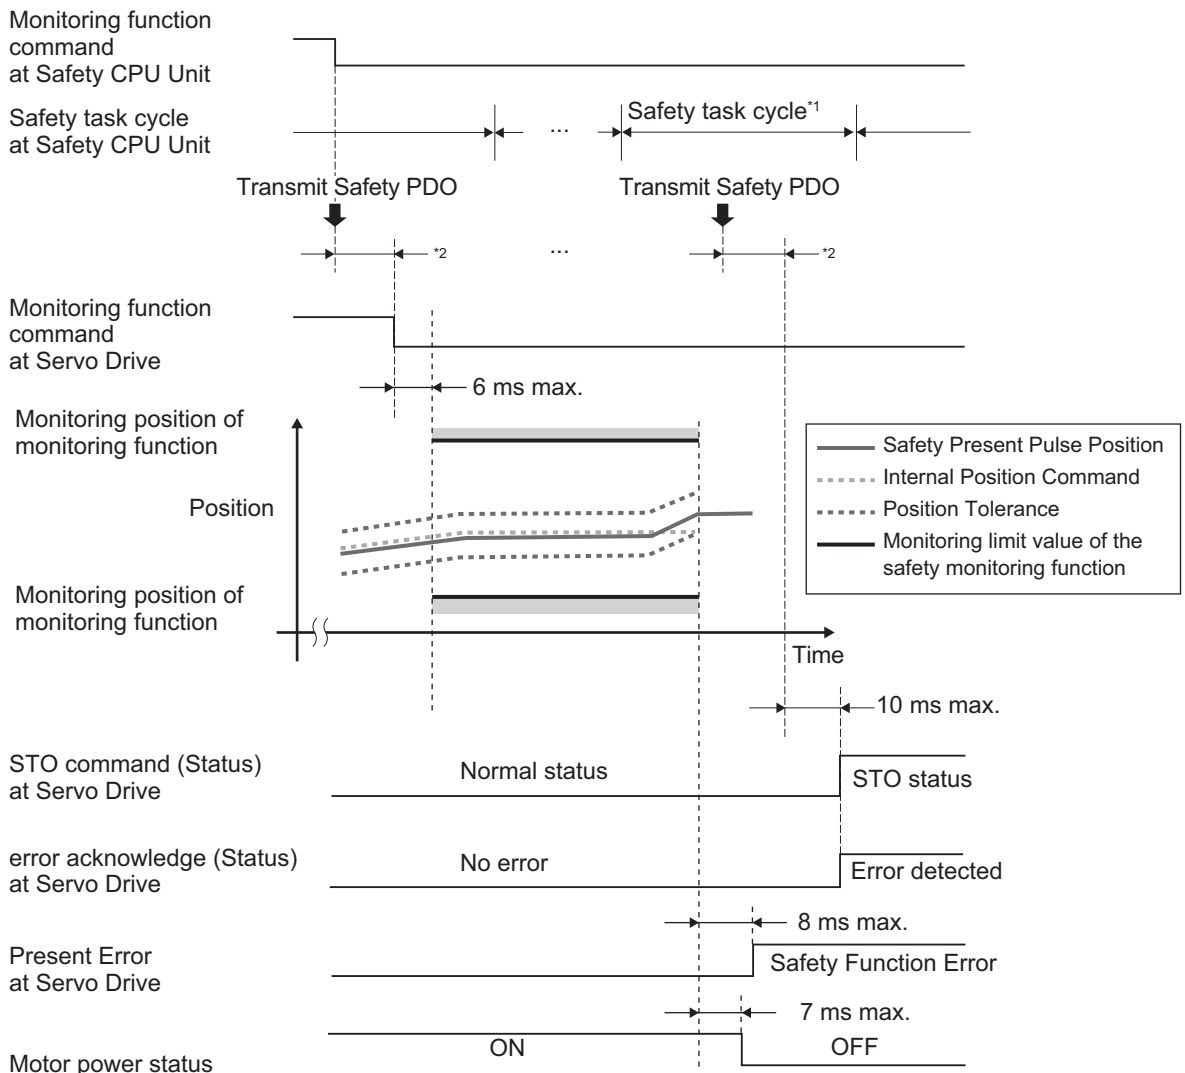 Monitoring function
command
at Safety CPU Unit
Safety task cycle
at Safety CPU Unit
...
Safety task cycle*1
Transmit Safety PDO
Transmit Safety PDO
*2
...
*2
Monitoring function
command
at Servo Drive
6 ms max.
Monitoring position of
monitoring function
Position
Monitoring position of
monitoring function
Safety Present Pulse Position
Internal Position Command
Position Tolerance
Monitoring limit value of the
safety monitoring function
Time
10 ms max.
STO command (Status)
at Servo Drive
Normal status
STO status
error acknowledge (Status)
at Servo Drive
No error
Error detected
8 ms max.
Present Error
at Servo Drive
Safety Function Error
7 ms max.
Motor power status
ON
OFF